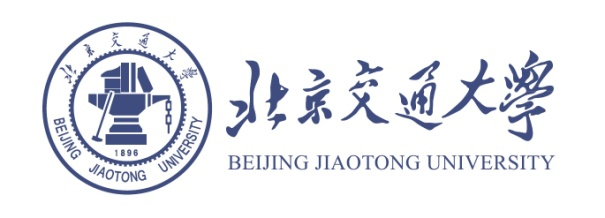 北京交通大學
1896
BEIJING JIAOTONG UNIVERSITY
北京交通大學
BEIJING JIAOTONG UNIVERSITY